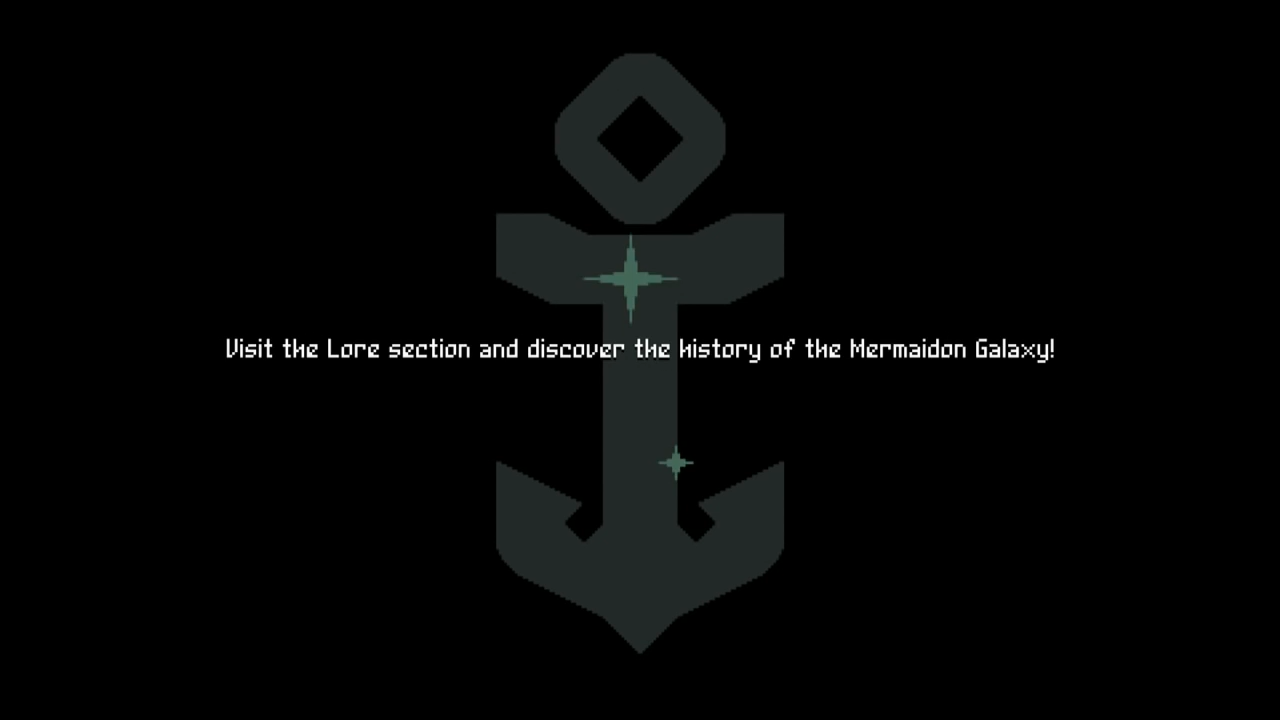 Visit the Lore section and discover the history of the Mermaidon Galaxy!